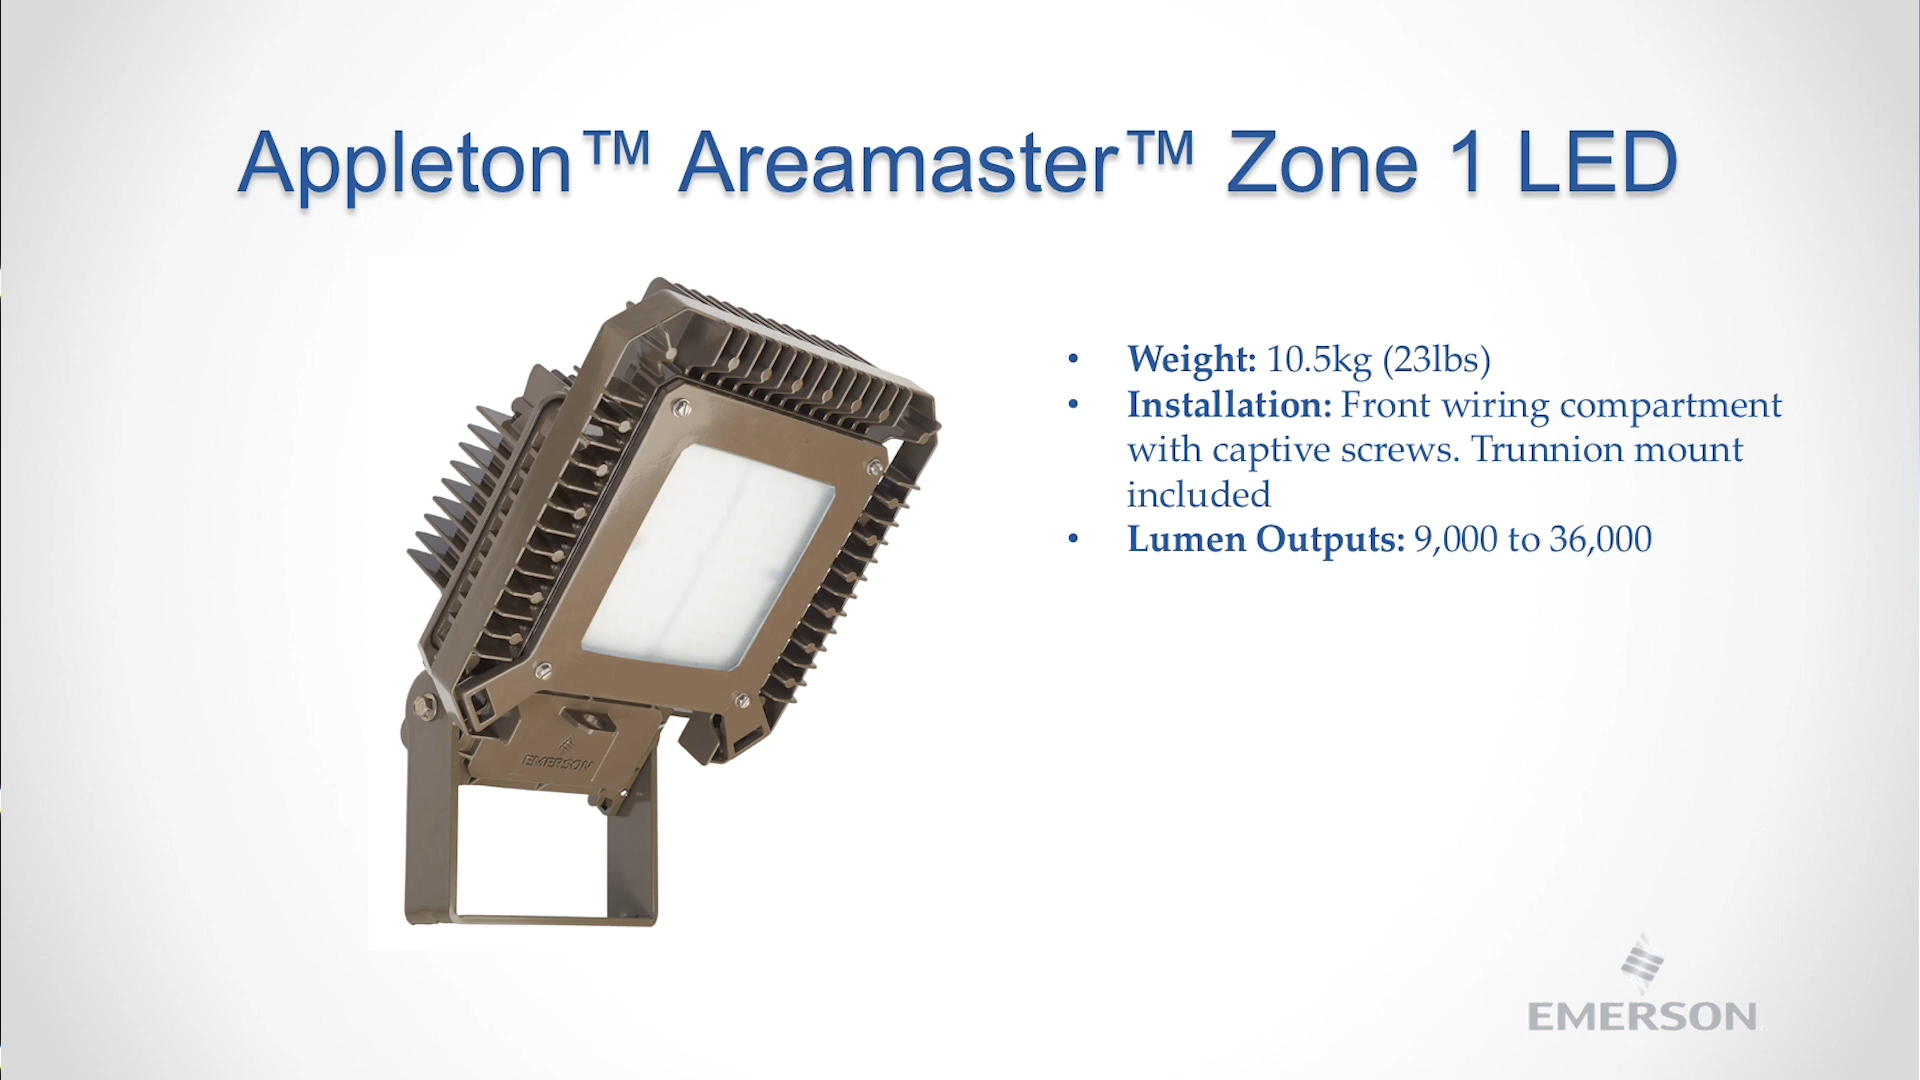 Appleton™ Areamaster™ Zone 1 LED
• Weight: 10.5kg (23lbs)
• Installation: Front wiring compartment
with captive screws. Trunnion mount
included
• Lumen Outputs: 9,000 to 36,000
EMERSON
EMERSON